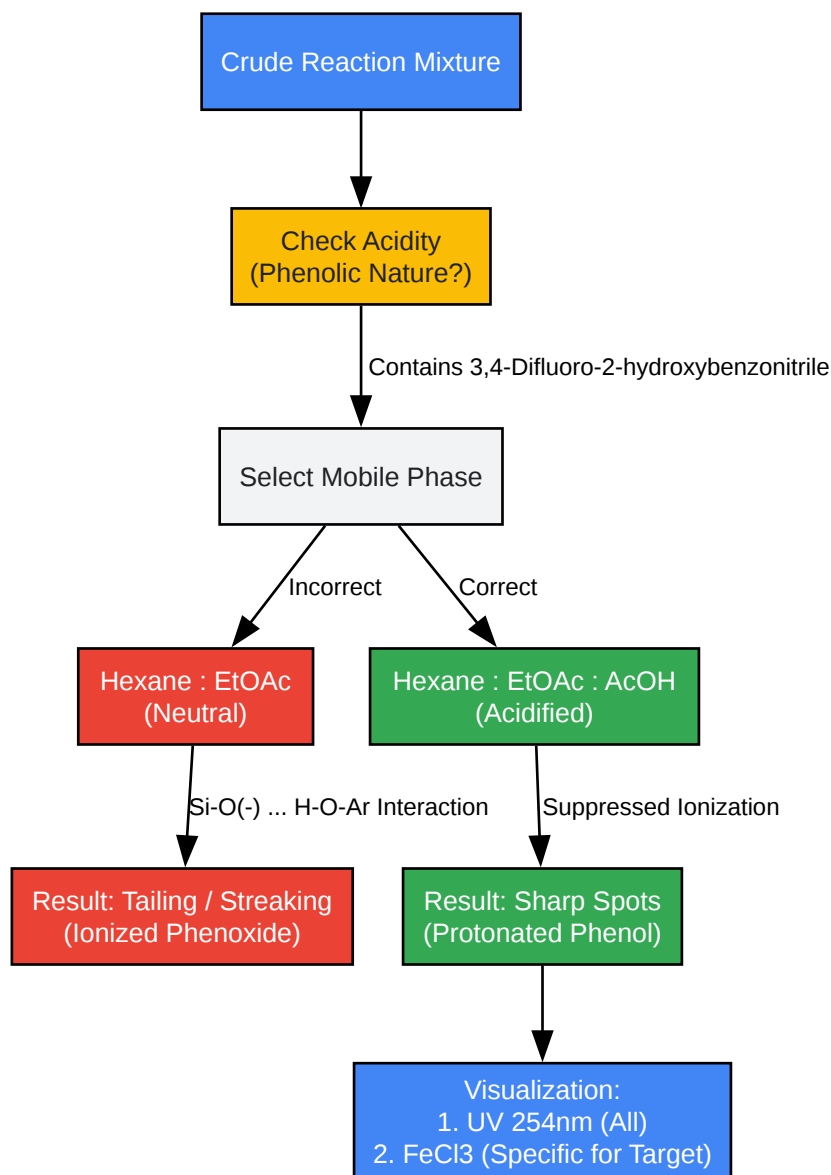 Crude Reaction Mixture
Check Acidity
(Phenolic Nature?)
Contains 3,4-Difluoro-2-hydroxybenzonitrile
Select Mobile Phase
Incorrect
Correct
Hexane : EtOAc
(Neutral)
Hexane : EtOAc : AcOH
(Acidified)
Si-O(-) ... H-O-Ar Interaction
Suppressed Ionization
Result: Tailing / Streaking
(Ionized Phenoxide)
Result: Sharp Spots
(Protonated Phenol)
Visualization:
1. UV 254nm (All)
2. FeCl3 (Specific for Target)